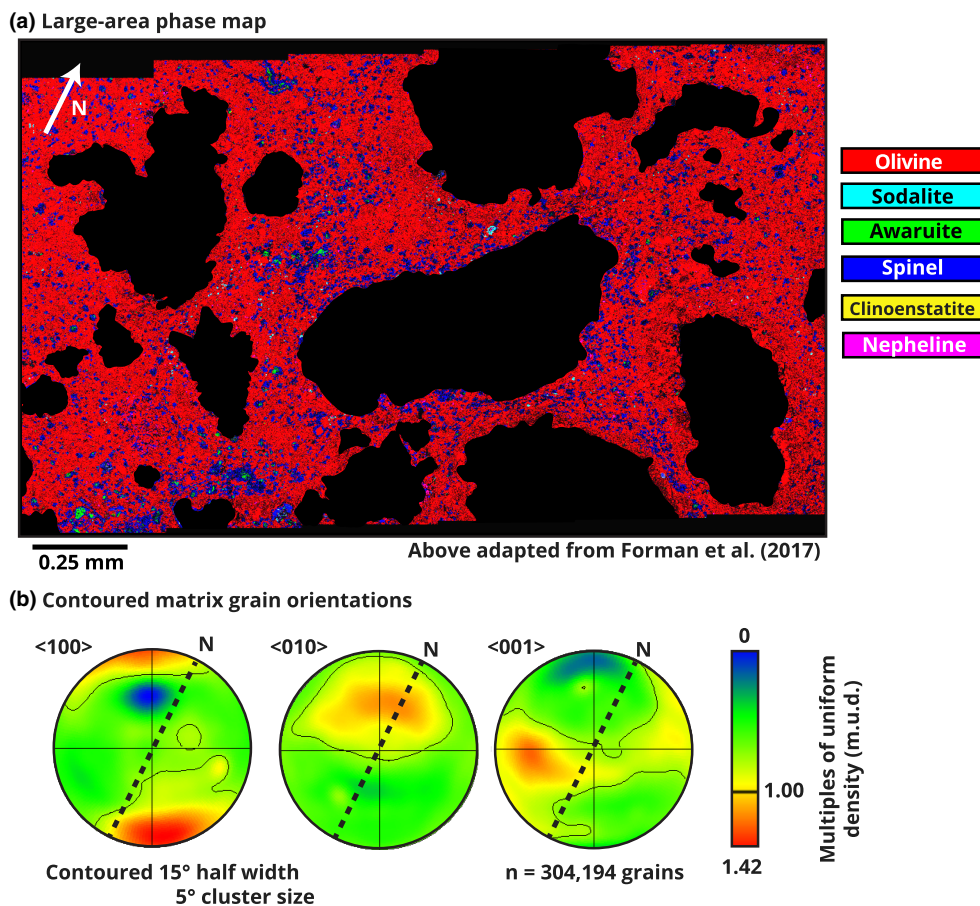 (a) Large-area phase map
N
Olivine
Sodalite
Awaruite
Spinel
Clinoenstatite
Nepheline
0.25 mm
Above adapted from Forman et al. (2017)
(b) Contoured matrix grain orientations
<100>
N
<010>
N
<001>
N
0
1.00
1.42
Multiples of uniform
density (m.u.d.)
Contoured 15° half width
5° cluster size
n = 304,194 grains